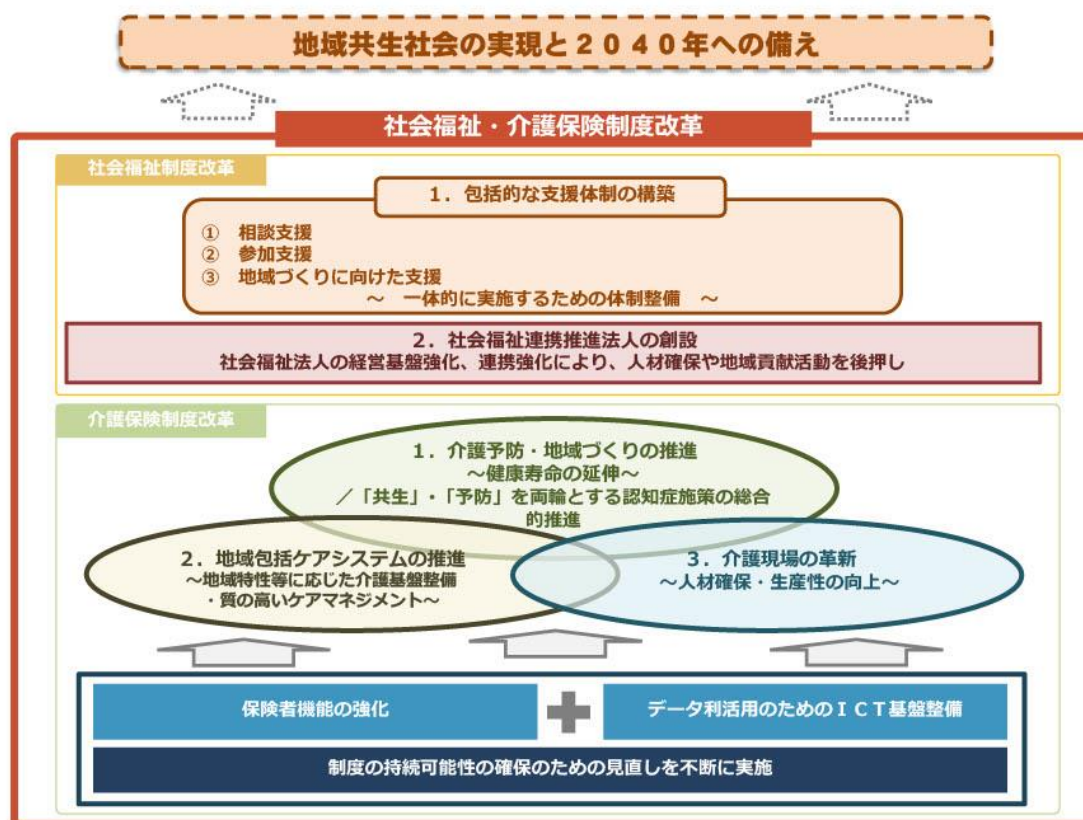 地域共生社会の実現と2040年への備え
社会福祉・介護保険制度改革
社会福祉制度改革
1．包括的な支援体制の構築
① 相談支援
② 参加支援
③ 地域づくりに向けた支援
～ 一体的に実施するための体制整備 ～
2．社会福祉連携推進法人の創設
社会福祉法人の経営基盤強化、連携強化により、人材確保や地域貢献活動を後押し
介護保険制度改革
1．介護予防・地域づくりの推進
～健康寿命の延伸～
／「共生」・「予防」を両輪とする認知症施策の総合
的推進
2．地域包括ケアシステムの推進
～地域特性等に応じた介護基盤整備
・質の高いケアマネジメント～
3．介護現場の革新
～人材確保・生産性の向上～
保険者機能の強化
データ利活用のためのＩＣＴ基盤整備
制度の持続可能性の確保のための見直しを不断に実施